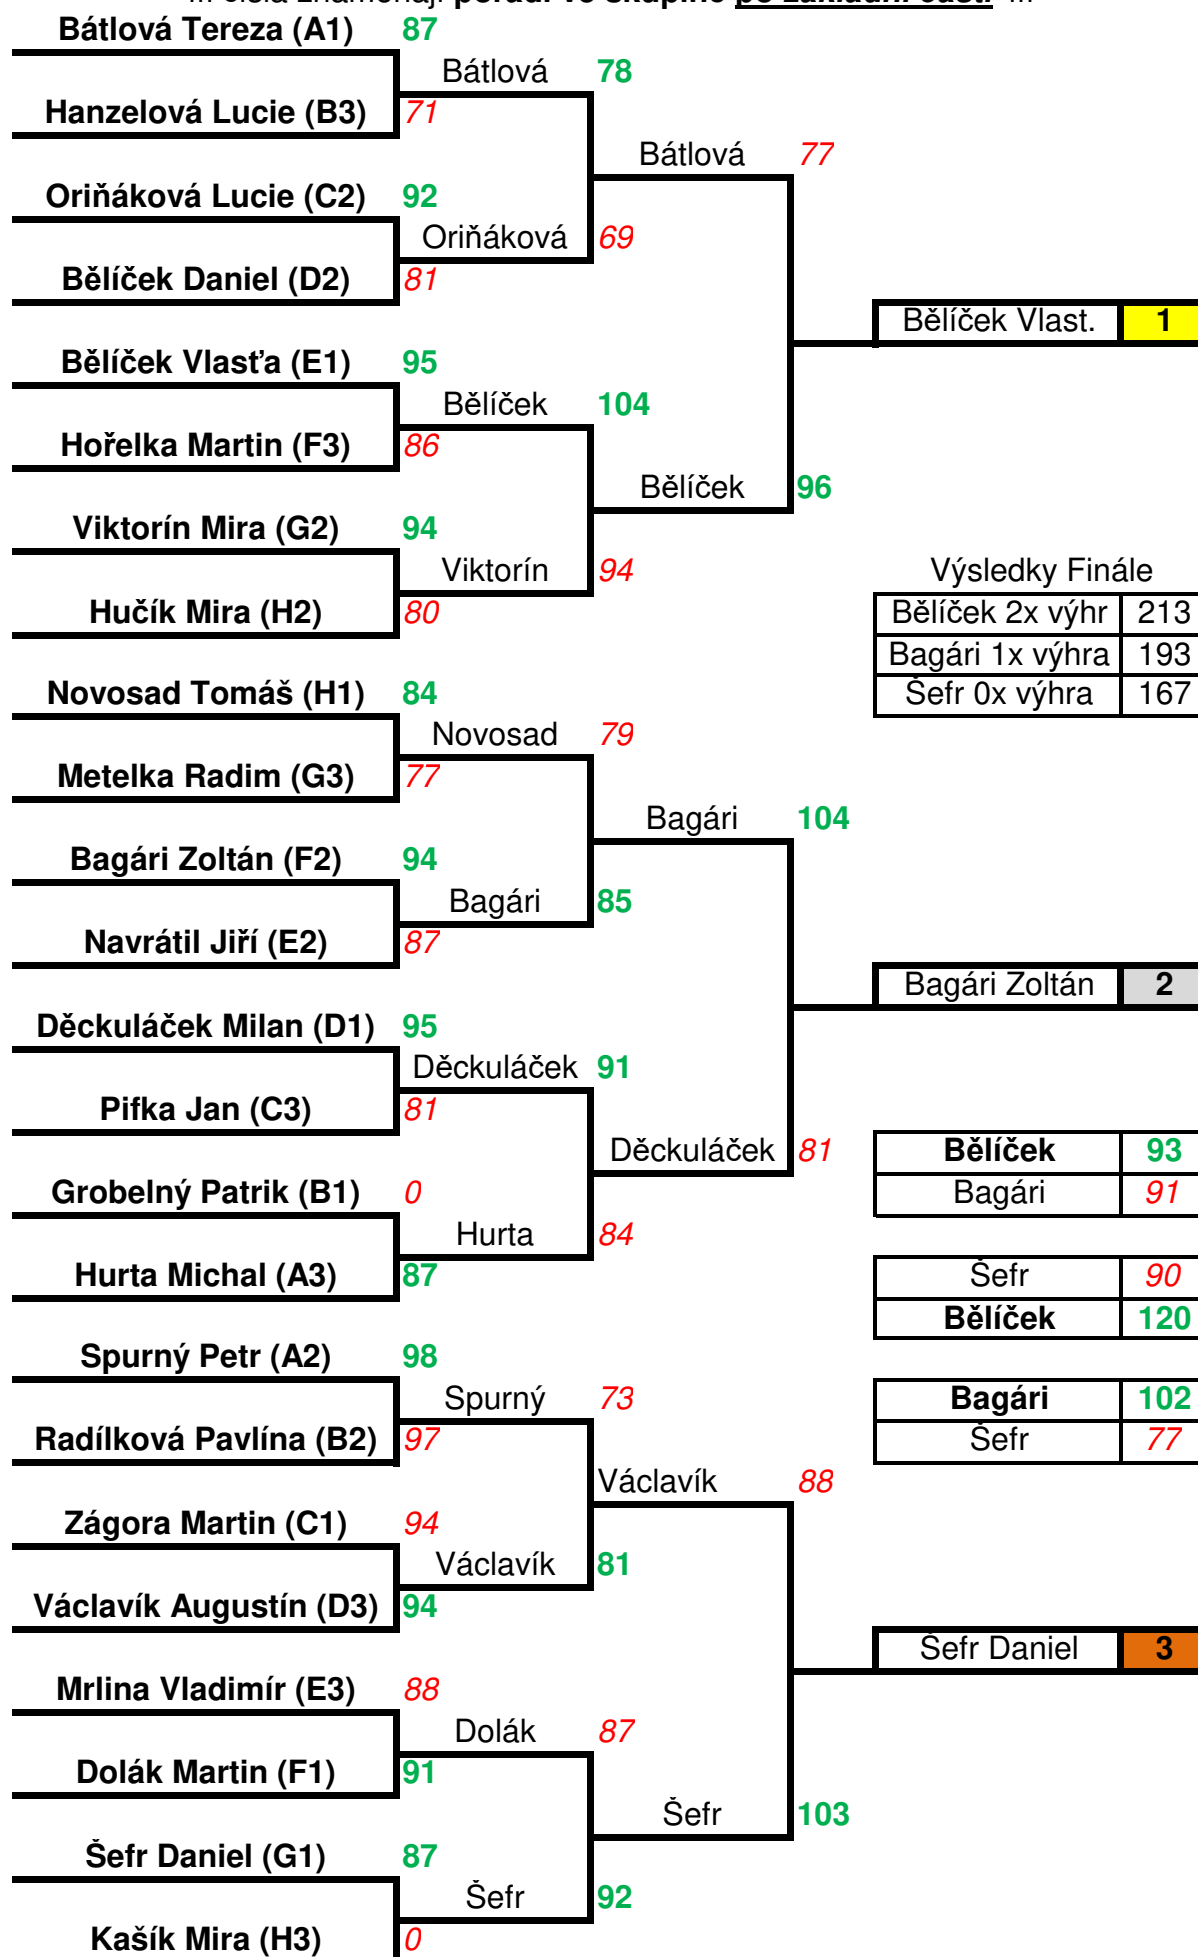 Bátlová Tereza (A1) 87
Bátlová 78
Hanzelová Lucie (B3) 71
Bátlová 77
Oriňáková Lucie (C2) 92
Oriňáková 69
Bělíček Daniel (D2) 81
Bělíček Vlast. 1
Bělíček Vlasťa (E1) 95
Bělíček 104
Hořelka Martin (F3) 86
Bělíček 96
Viktorín Mira (G2) 94
Viktorín 94
Výsledky Finále
Hučík Mira (H2) 80
Bělíček 2x výhr 213
Bagári 1x výhra 193
Šefr 0x výhra 167
Novosad Tomáš (H1) 84
Novosad 79
Metelka Radim (G3) 77
Bagári 104
Bagári Zoltán (F2) 94
Bagári 85
Navrátil Jiří (E2) 87
Bagári Zoltán 2
Děckuláček Milan (D1) 95
Děckuláček 91
Pifka Jan (C3) 81
Děckuláček 81
Bělíček 93
Bagári 91
Grobelný Patrik (B1) 0
Hurta 84
Hurta Michal (A3) 87
Šefr 90
Bělíček 120
Spurný Petr (A2) 98
Spurný 73
Bagári 102
Radílková Pavlína (B2) 97
Šefr 77
Václavík 88
Zágora Martin (C1) 94
Václavík 81
Václavík Augustín (D3) 94
Šefr Daniel 3
Mrlina Vladimír (E3) 88
Dolák 87
Dolák Martin (F1) 91
Šefr 103
Šefr Daniel (G1) 87
Šefr 92
Kašík Mira (H3) 0